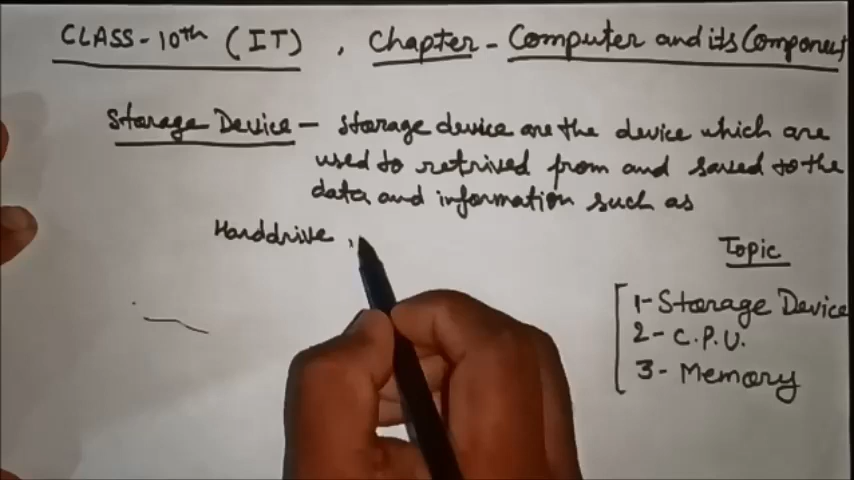 CLASS-10th (IT) , Chapter - Computer and its Component
Storage Device - storage device are the device which are
used to retrived from and saved to the
data and information such as
Harddrive ,
Topic
1- Storage Device
2- C.P.U.
3- Memory